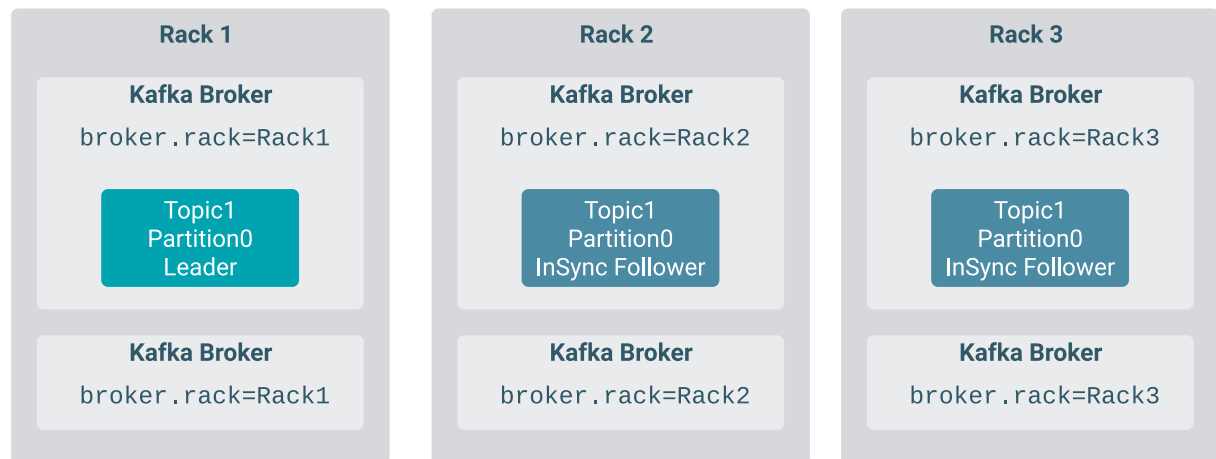 Rack 1
Kafka Broker
broker.rack=Rack1
Topic1
Partition0
Leader
Kafka Broker
broker.rack=Rack1
Rack 2
Kafka Broker
broker.rack=Rack2
Topic1
Partition0
InSync Follower
Kafka Broker
broker.rack=Rack2
Rack 3
Kafka Broker
broker.rack=Rack3
Topic1
Partition0
InSync Follower
Kafka Broker
broker.rack=Rack3